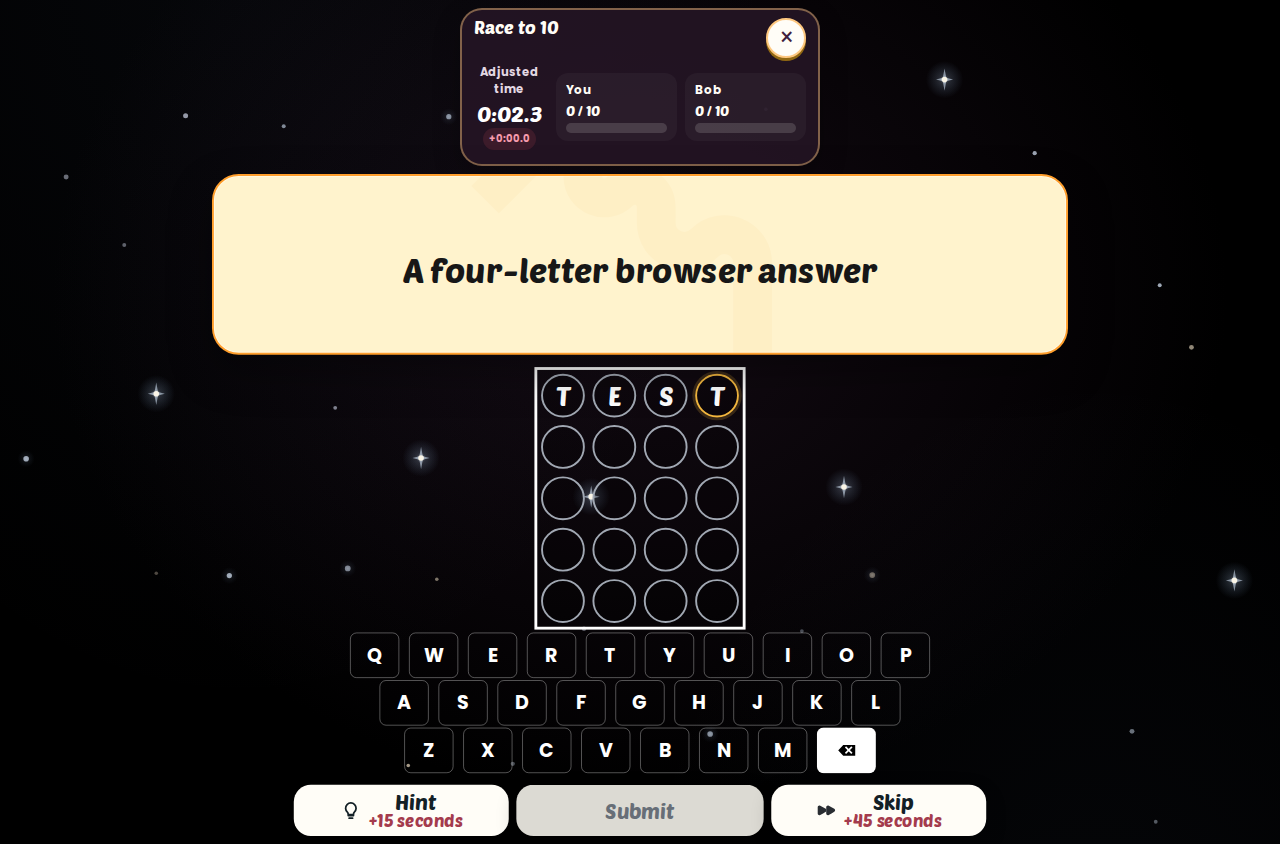 Race to 10
×
Adjusted
time
0:02.3
+0:00.0
You
0 / 10
Bob
0 / 10
A four-letter browser answer
T E S T
Q W E R T Y U I O P
A S D F G H J K L
Z X C V B N M
Hint
+15 seconds
Submit
Skip
+45 seconds